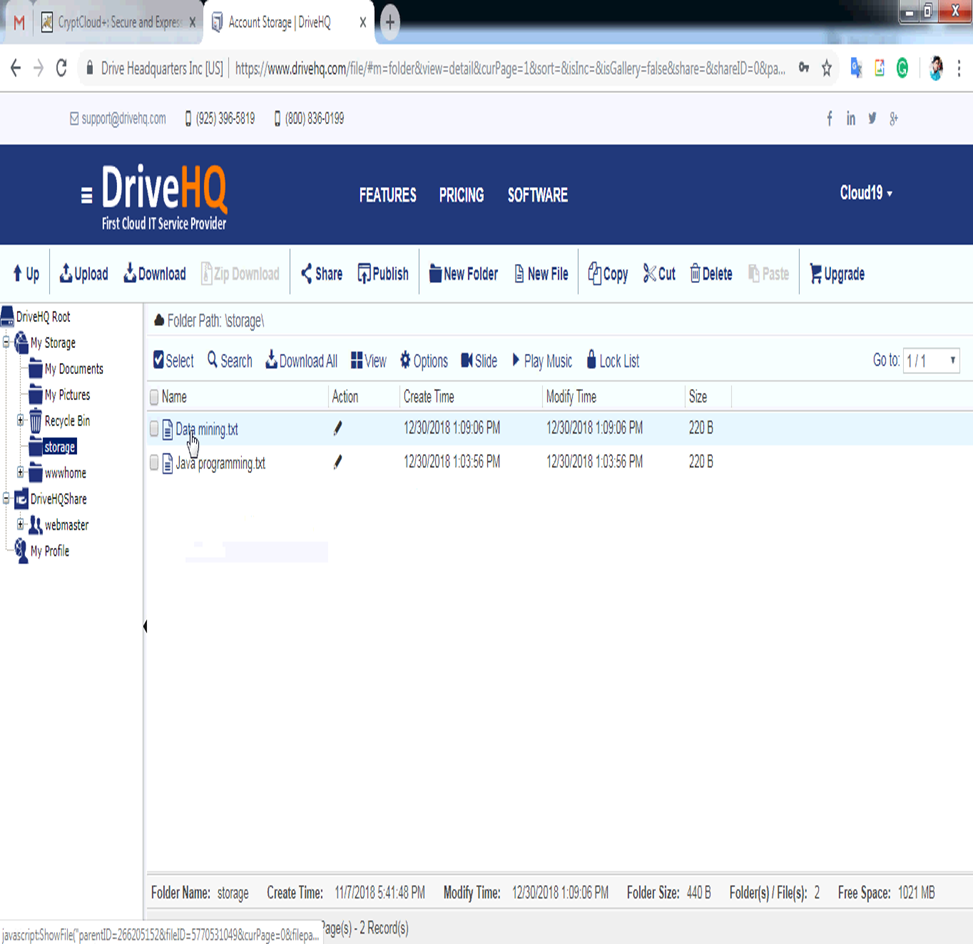 CryptCloud+: Secure and Expres
Account Storage | DriveHQ
Drive Headquarters Inc [US] | https://www.drivehq.com/file/#m=folder&view=detail&curPage=1&sort=&isInc=&isGallery=false&share=&shareID=0&pa...
support@drivehq.com (925) 396-5819 (800) 836-0199
DriveHQ
First Cloud IT Service Provider
FEATURES PRICING SOFTWARE
Cloud19
Up Upload Download Zip Download Share Publish New Folder New File Copy Cut Delete Paste Upgrade
DriveHQ Root
My Storage
My Documents
My Pictures
Recycle Bin
storage
wwwhome
DriveHQShare
webmaster
My Profile
Folder Path: \storage\
Select Search Download All View Options Slide Play Music Lock List Go to: 1 / 1
Name Action Create Time Modify Time Size
Data mining.txt 12/30/2018 1:09:06 PM 12/30/2018 1:09:06 PM 220 B
Java programming.txt 12/30/2018 1:03:56 PM 12/30/2018 1:03:56 PM 220 B
Folder Name: storage Create Time: 11/7/2018 5:41:48 PM Modify Time: 12/30/2018 1:09:06 PM Folder Size: 440 B Folder(s) / File(s): 2 Free Space: 1021 MB
javascript:ShowFile("parentID=266205152&fileID=5770531049&curPage=0&filepa... Page(s) - 2 Record(s)